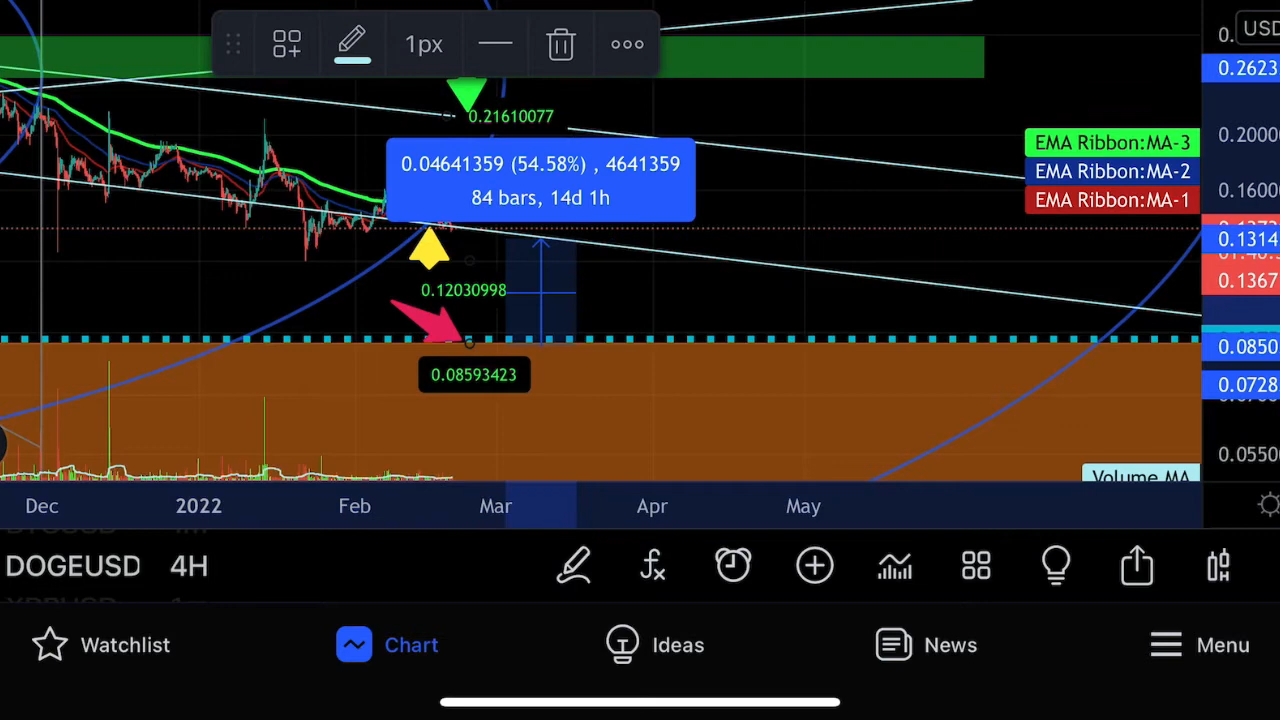 1px
0.
USD
0.2623
0.21610077
0.2000
EMA Ribbon:MA-3
0.04641359 (54.58%) , 4641359
EMA Ribbon:MA-2
84 bars, 14d 1h
0.1600
EMA Ribbon:MA-1
0.1314
0.1367
0.12030998
0.0850
0.08593423
0.0728
0.0550
Volume MA
Dec
2022
Feb
Mar
Apr
May
DOGEUSD
4H
Watchlist
Chart
Ideas
News
Menu